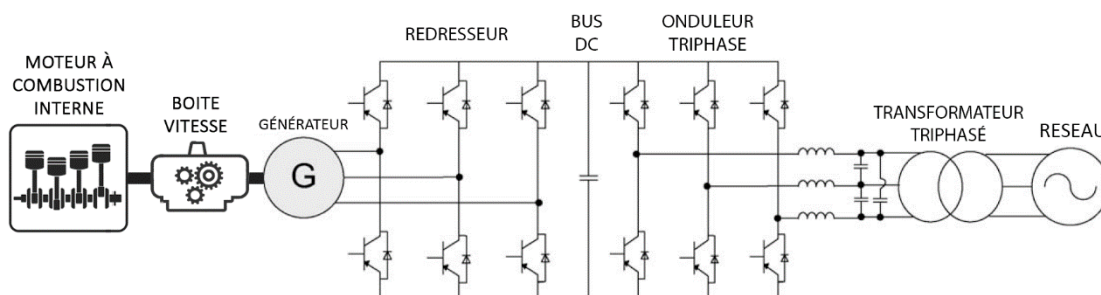 MOTEUR À
COMBUSTION
INTERNE
BOITE
VITESSE
GÉNÉRATEUR
G
REDRESSEUR
BUS
DC
ONDULEUR
TRIPHASE
TRANSFORMATEUR
TRIPHASÉ
RESEAU